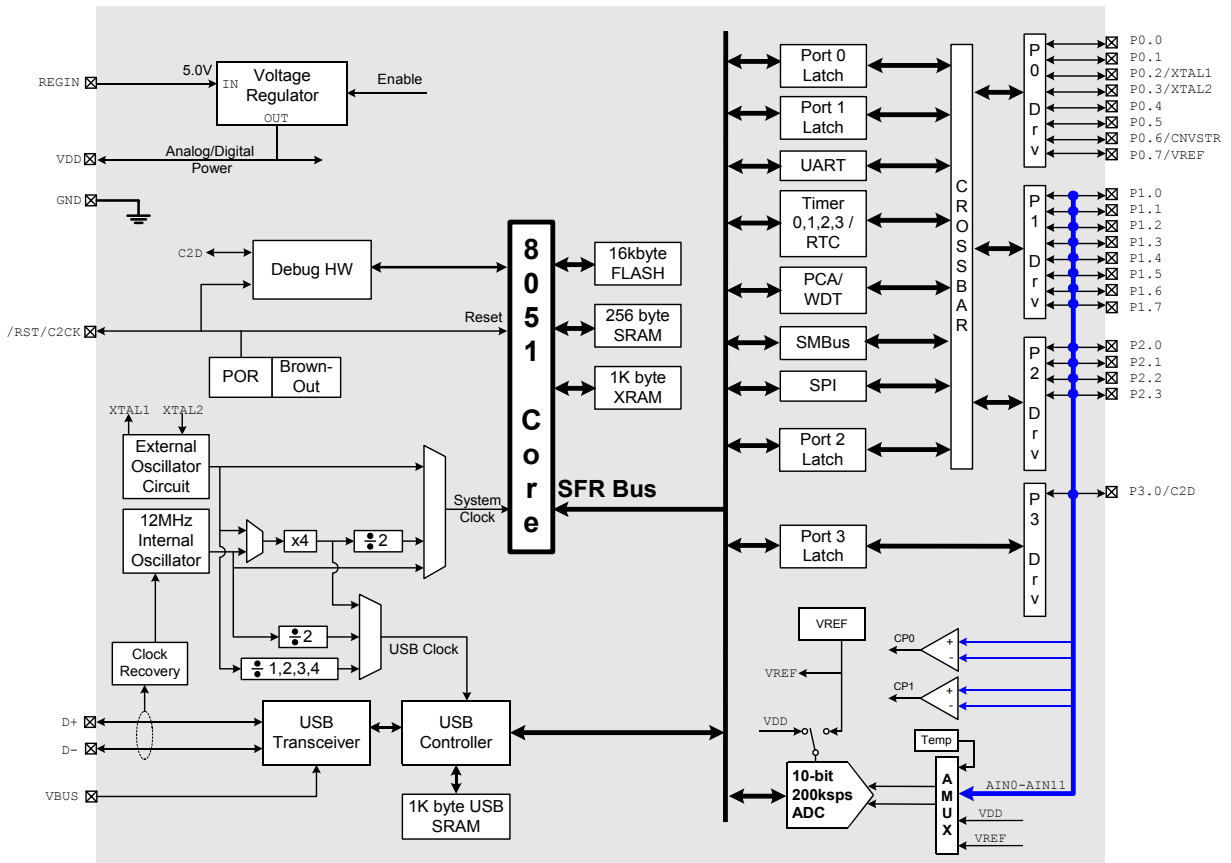 REGIN
5.0V
IN
Voltage
Regulator
OUT
Enable
VDD
Analog/Digital
Power
GND
C2D
Debug HW
/RST/C2CK
Reset
POR
Brown-
Out
XTAL1
XTAL2
External
Oscillator
Circuit
12MHz
Internal
Oscillator
x4
÷2
System
Clock
÷2
÷1,2,3,4
USB Clock
Clock
Recovery
D+
D-
VBUS
USB
Transceiver
USB
Controller
1K byte USB
SRAM
8051 Core
16kbyte
FLASH
256 byte
SRAM
1K byte
XRAM
SFR Bus
Port 0
Latch
Port 1
Latch
UART
Timer
0,1,2,3 /
RTC
PCA/
WDT
SMBus
SPI
Port 2
Latch
Port 3
Latch
CROSSBAR
P0 Drv
P1 Drv
P2 Drv
P3 Drv
P0.0
P0.1
P0.2/XTAL1
P0.3/XTAL2
P0.4
P0.5
P0.6/CNVSTR
P0.7/VREF
P1.0
P1.1
P1.2
P1.3
P1.4
P1.5
P1.6
P1.7
P2.0
P2.1
P2.2
P2.3
P3.0/C2D
VREF
VREF
VDD
CP0
+
-
CP1
+
-
Temp
10-bit
200ksps
ADC
AMUX
AIN0-AIN11
VDD
VREF